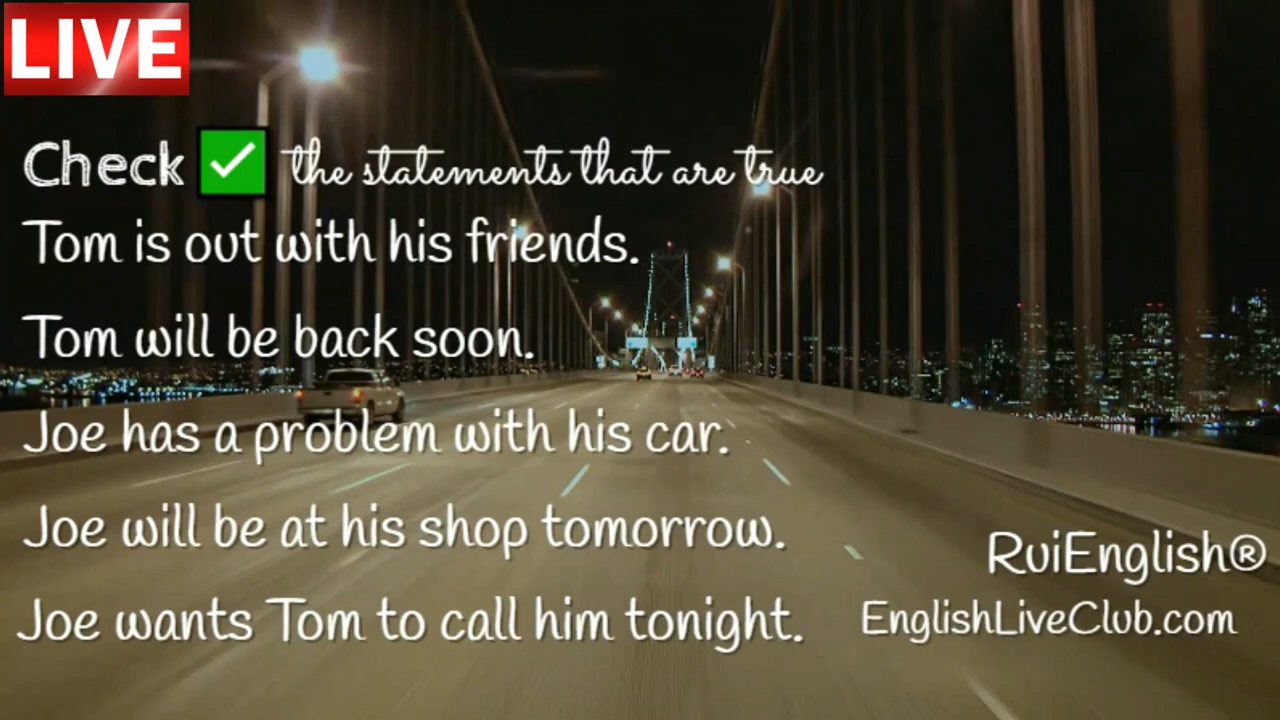 LIVE
Check ✅ the statements that are true
Tom is out with his friends.
Tom will be back soon.
Joe has a problem with his car.
Joe will be at his shop tomorrow.
RuiEnglish®
Joe wants Tom to call him tonight.
EnglishLiveClub.com